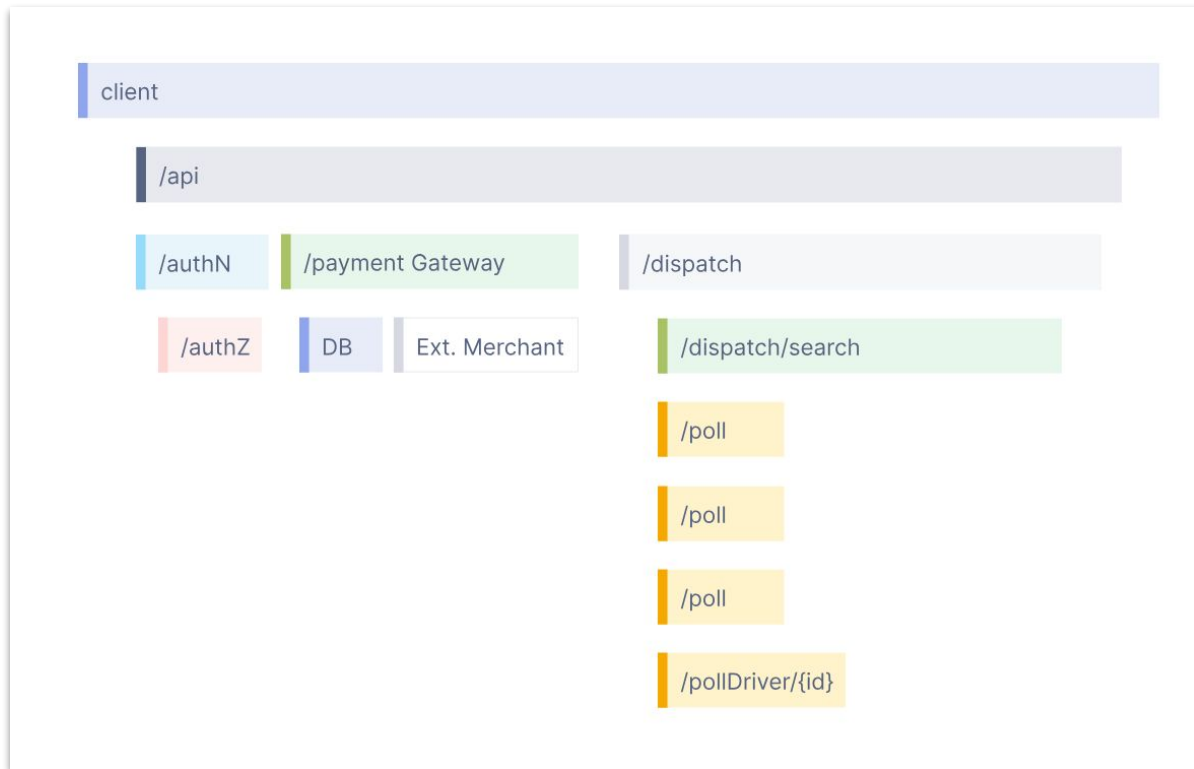 client
/api
/authN
/payment Gateway
/dispatch
/authZ
DB
Ext. Merchant
/dispatch/search
/poll
/poll
/poll
/pollDriver/{id}